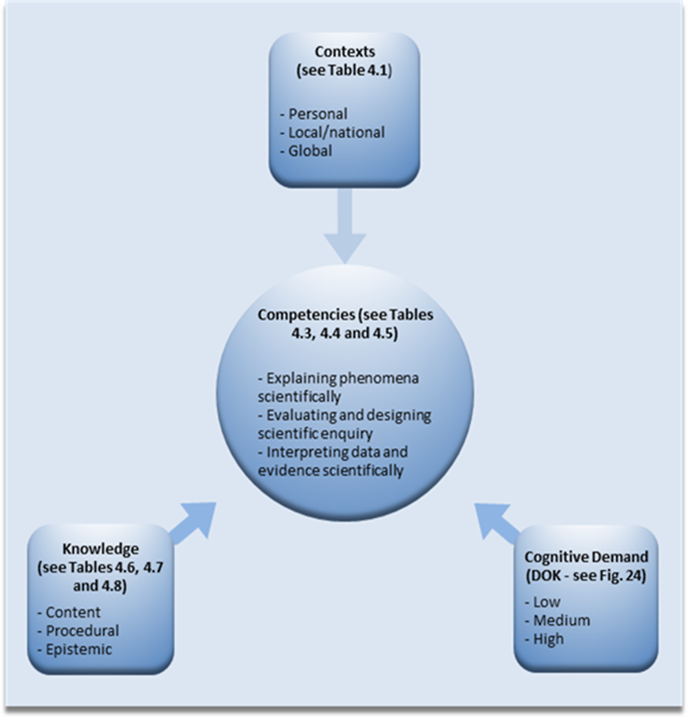 Contexts
(see Table 4.1)
- Personal
- Local/national
- Global
Competencies (see Tables
4.3, 4.4 and 4.5)
- Explaining phenomena
scientifically
- Evaluating and designing
scientific enquiry
- Interpreting data and
evidence scientifically
Knowledge
(see Tables 4.6, 4.7
and 4.8)
- Content
- Procedural
- Epistemic
Cognitive Demand
(DOK - see Fig. 24)
- Low
- Medium
- High